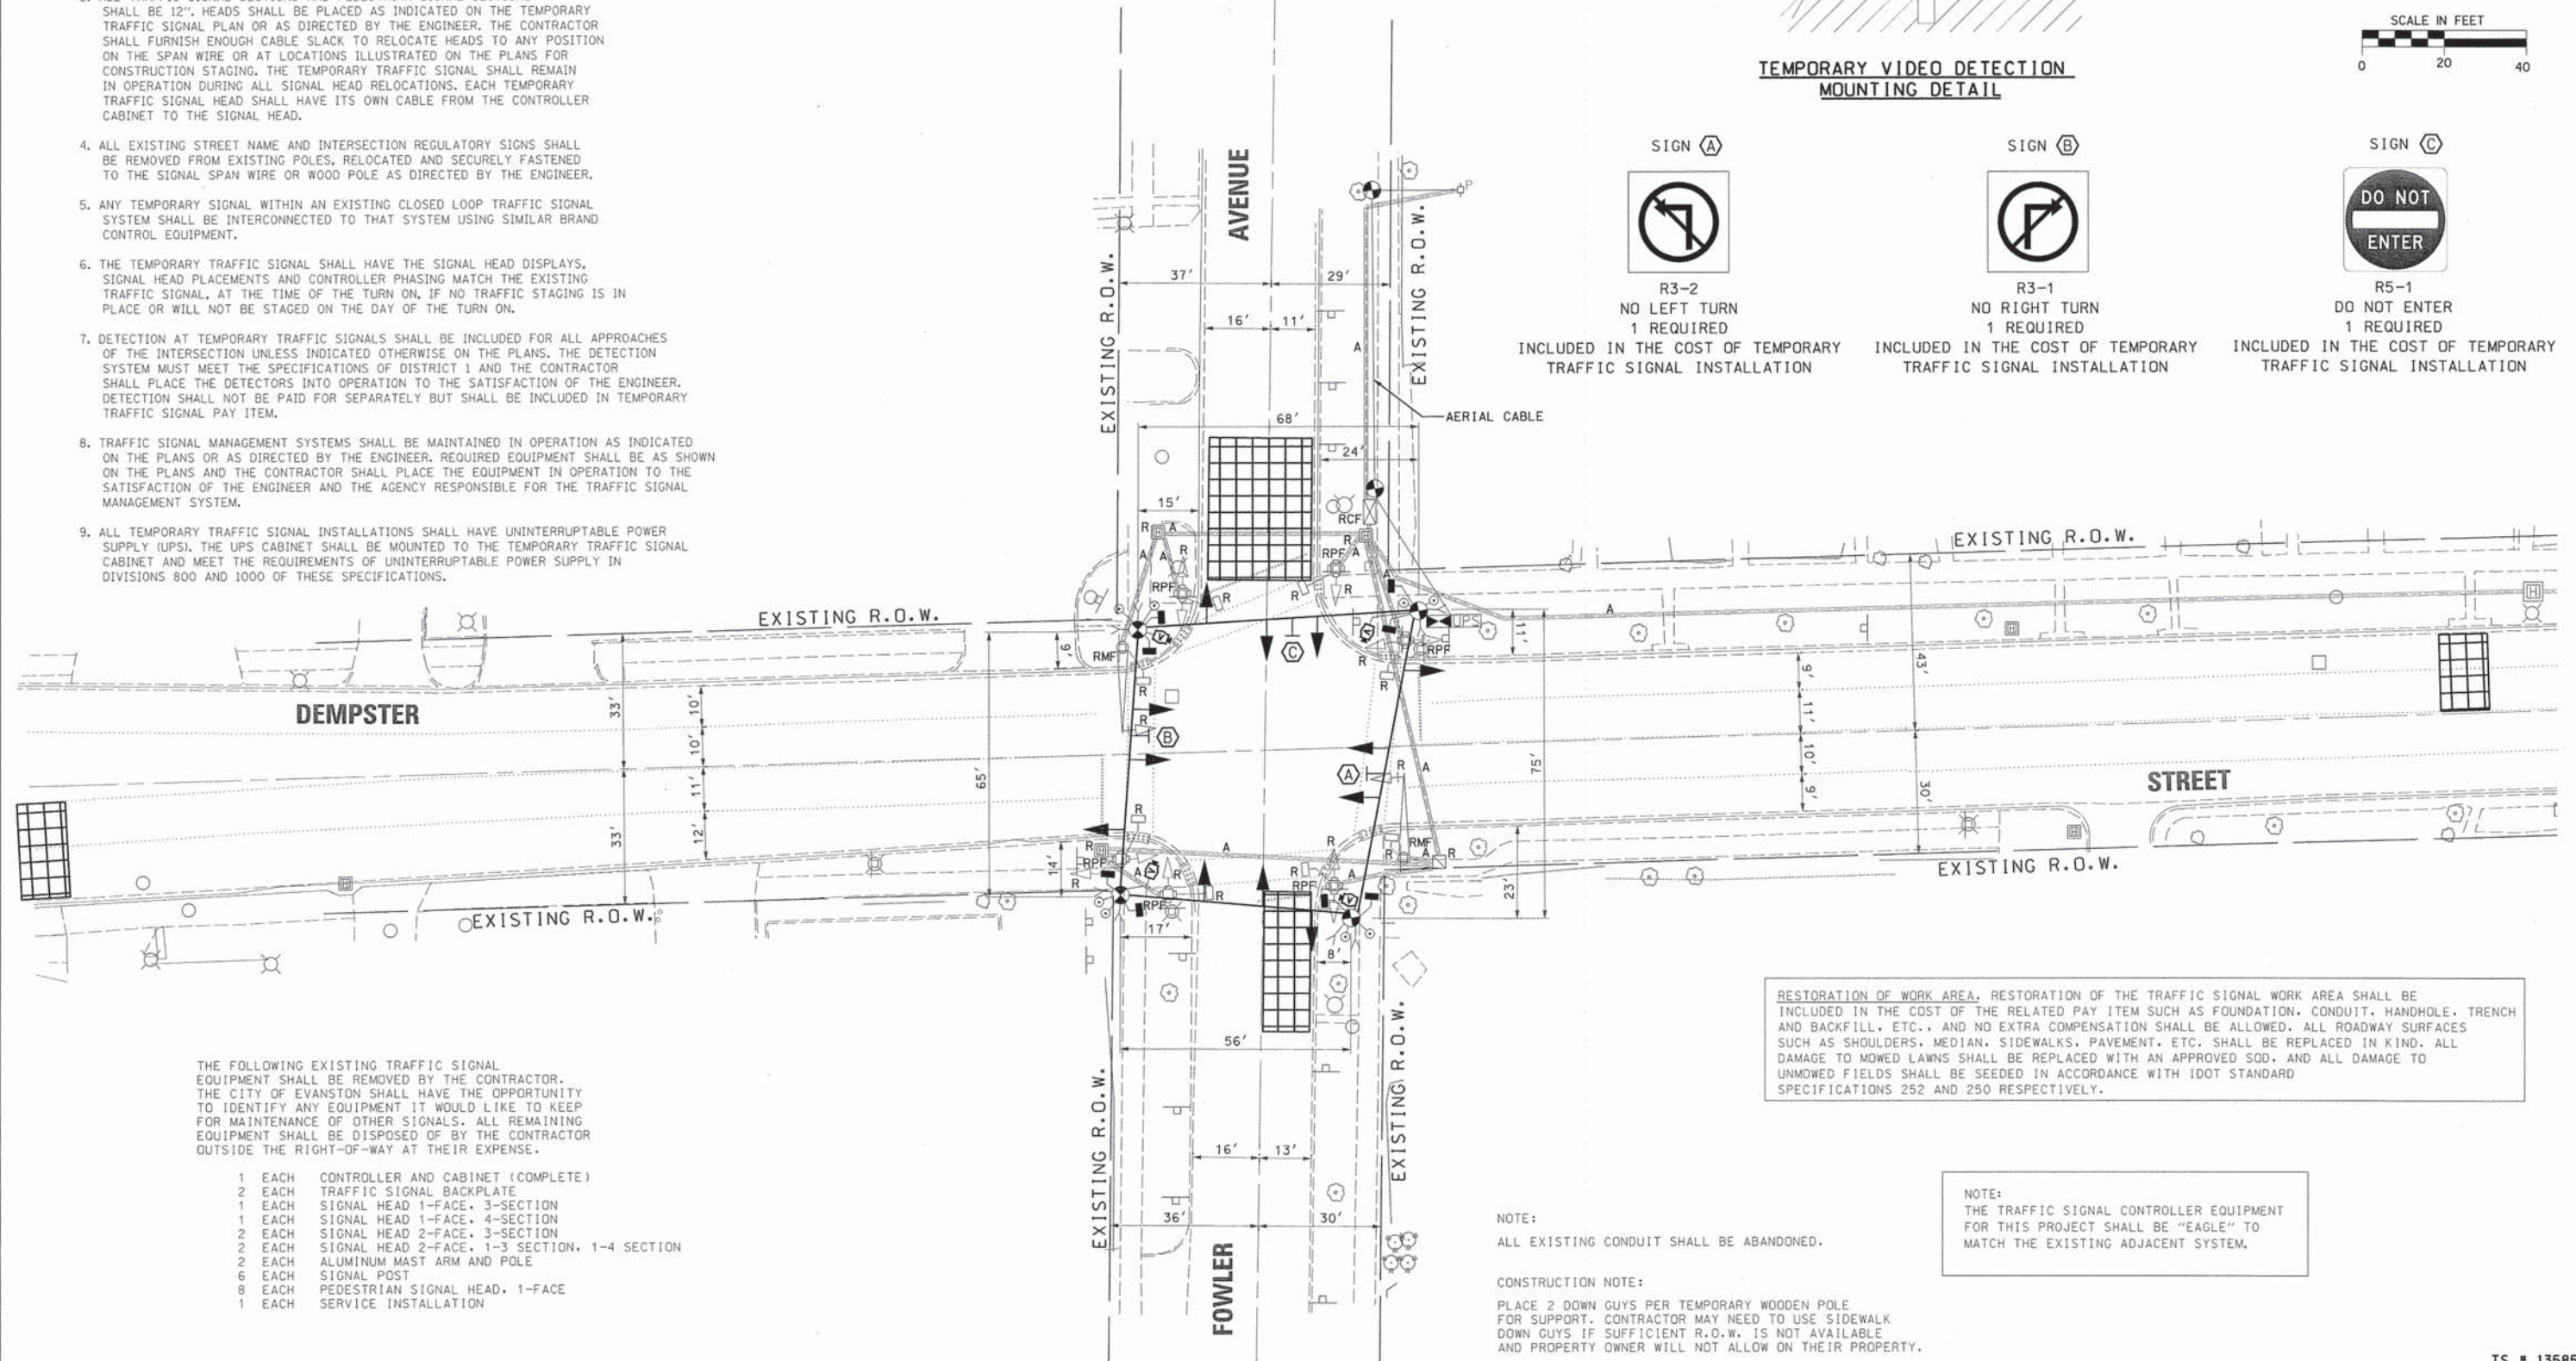 SHALL BE 12". HEADS SHALL BE PLACED AS INDICATED ON THE TEMPORARY
TRAFFIC SIGNAL PLAN OR AS DIRECTED BY THE ENGINEER. THE CONTRACTOR
SHALL FURNISH ENOUGH CABLE SLACK TO RELOCATE HEADS TO ANY POSITION
ON THE SPAN WIRE OR AT LOCATIONS ILLUSTRATED ON THE PLANS FOR
CONSTRUCTION STAGING. THE TEMPORARY TRAFFIC SIGNAL SHALL REMAIN
IN OPERATION DURING ALL SIGNAL HEAD RELOCATIONS. EACH TEMPORARY
TRAFFIC SIGNAL HEAD SHALL HAVE ITS OWN CABLE FROM THE CONTROLLER
CABINET TO THE SIGNAL HEAD.
4. ALL EXISTING STREET NAME AND INTERSECTION REGULATORY SIGNS SHALL
BE REMOVED FROM EXISTING POLES, RELOCATED AND SECURELY FASTENED
TO THE SIGNAL SPAN WIRE OR WOOD POLE AS DIRECTED BY THE ENGINEER.
5. ANY TEMPORARY SIGNAL WITHIN AN EXISTING CLOSED LOOP TRAFFIC SIGNAL
SYSTEM SHALL BE INTERCONNECTED TO THAT SYSTEM USING SIMILAR BRAND
CONTROL EQUIPMENT.
6. THE TEMPORARY TRAFFIC SIGNAL SHALL HAVE THE SIGNAL HEAD DISPLAYS,
SIGNAL HEAD PLACEMENTS AND CONTROLLER PHASING MATCH THE EXISTING
TRAFFIC SIGNAL, AT THE TIME OF THE TURN ON, IF NO TRAFFIC STAGING IS IN
PLACE OR WILL NOT BE STAGED ON THE DAY OF THE TURN ON.
7. DETECTION AT TEMPORARY TRAFFIC SIGNALS SHALL BE INCLUDED FOR ALL APPROACHES
OF THE INTERSECTION UNLESS INDICATED OTHERWISE ON THE PLANS. THE DETECTION
SYSTEM MUST MEET THE SPECIFICATIONS OF DISTRICT 1 AND THE CONTRACTOR
SHALL PLACE THE DETECTORS INTO OPERATION TO THE SATISFACTION OF THE ENGINEER.
DETECTION SHALL NOT BE PAID FOR SEPARATELY BUT SHALL BE INCLUDED IN TEMPORARY
TRAFFIC SIGNAL PAY ITEM.
8. TRAFFIC SIGNAL MANAGEMENT SYSTEMS SHALL BE MAINTAINED IN OPERATION AS INDICATED
ON THE PLANS OR AS DIRECTED BY THE ENGINEER. REQUIRED EQUIPMENT SHALL BE AS SHOWN
ON THE PLANS AND THE CONTRACTOR SHALL PLACE THE EQUIPMENT IN OPERATION TO THE
SATISFACTION OF THE ENGINEER AND THE AGENCY RESPONSIBLE FOR THE TRAFFIC SIGNAL
MANAGEMENT SYSTEM.
9. ALL TEMPORARY TRAFFIC SIGNAL INSTALLATIONS SHALL HAVE UNINTERRUPTABLE POWER
SUPPLY (UPS). THE UPS CABINET SHALL BE MOUNTED TO THE TEMPORARY TRAFFIC SIGNAL
CABINET AND MEET THE REQUIREMENTS OF UNINTERRUPTABLE POWER SUPPLY IN
DIVISIONS 800 AND 1000 OF THESE SPECIFICATIONS.
TEMPORARY VIDEO DETECTION
MOUNTING DETAIL
SCALE IN FEET
0 20 40
SIGN A
R3-2
NO LEFT TURN
1 REQUIRED
INCLUDED IN THE COST OF TEMPORARY
TRAFFIC SIGNAL INSTALLATION
SIGN B
R3-1
NO RIGHT TURN
1 REQUIRED
INCLUDED IN THE COST OF TEMPORARY
TRAFFIC SIGNAL INSTALLATION
SIGN C
DO NOT
ENTER
R5-1
DO NOT ENTER
1 REQUIRED
INCLUDED IN THE COST OF TEMPORARY
TRAFFIC SIGNAL INSTALLATION
AVENUE
EXISTING R.O.W.
EXISTING R.O.W.
P
37'
29'
16'
11'
A
AERIAL CABLE
68'
24'
15'
RCF
R
A
R
A
A
R
RPF
R
RPF
A
R
R
R
A
EXISTING R.O.W.
RMF
9'
EXISTING R.O.W.
UPS
RPF
11'
A
H
C
R
R
R
R
B
DEMPSTER
33'
10'
10'
11'
12'
33'
65'
A
R
A
75'
9'
11'
10'
9'
43'
30'
STREET
R
R
RPF
R
14'
A
R
RPF
A
R
R
R
RPF
RMF
A
R
23'
H
H
EXISTING R.O.W.
EXISTING R.O.W.
17'
8'
56'
16'
13'
36'
30'
EXISTING R.O.W.
EXISTING R.O.W.
FOWLER
THE FOLLOWING EXISTING TRAFFIC SIGNAL
EQUIPMENT SHALL BE REMOVED BY THE CONTRACTOR.
THE CITY OF EVANSTON SHALL HAVE THE OPPORTUNITY
TO IDENTIFY ANY EQUIPMENT IT WOULD LIKE TO KEEP
FOR MAINTENANCE OF OTHER SIGNALS. ALL REMAINING
EQUIPMENT SHALL BE DISPOSED OF BY THE CONTRACTOR
OUTSIDE THE RIGHT-OF-WAY AT THEIR EXPENSE.
1 EACH CONTROLLER AND CABINET (COMPLETE)
2 EACH TRAFFIC SIGNAL BACKPLATE
1 EACH SIGNAL HEAD 1-FACE, 3-SECTION
1 EACH SIGNAL HEAD 1-FACE, 4-SECTION
2 EACH SIGNAL HEAD 2-FACE, 3-SECTION
2 EACH SIGNAL HEAD 2-FACE, 1-3 SECTION, 1-4 SECTION
2 EACH ALUMINUM MAST ARM AND POLE
6 EACH SIGNAL POST
8 EACH PEDESTRIAN SIGNAL HEAD, 1-FACE
1 EACH SERVICE INSTALLATION
RESTORATION OF WORK AREA. RESTORATION OF THE TRAFFIC SIGNAL WORK AREA SHALL BE
INCLUDED IN THE COST OF THE RELATED PAY ITEM SUCH AS FOUNDATION, CONDUIT, HANDHOLE, TRENCH
AND BACKFILL, ETC., AND NO EXTRA COMPENSATION SHALL BE ALLOWED. ALL ROADWAY SURFACES
SUCH AS SHOULDERS, MEDIAN, SIDEWALKS, PAVEMENT, ETC. SHALL BE REPLACED IN KIND. ALL
DAMAGE TO MOWED LAWNS SHALL BE REPLACED WITH AN APPROVED SOD, AND ALL DAMAGE TO
UNMOWED FIELDS SHALL BE SEEDED IN ACCORDANCE WITH IDOT STANDARD
SPECIFICATIONS 252 AND 250 RESPECTIVELY.
NOTE:
ALL EXISTING CONDUIT SHALL BE ABANDONED.
CONSTRUCTION NOTE:
PLACE 2 DOWN GUYS PER TEMPORARY WOODEN POLE
FOR SUPPORT. CONTRACTOR MAY NEED TO USE SIDEWALK
DOWN GUYS IF SUFFICIENT R.O.W. IS NOT AVAILABLE
AND PROPERTY OWNER WILL NOT ALLOW ON THEIR PROPERTY.
NOTE:
THE TRAFFIC SIGNAL CONTROLLER EQUIPMENT
FOR THIS PROJECT SHALL BE "EAGLE" TO
MATCH THE EXISTING ADJACENT SYSTEM.